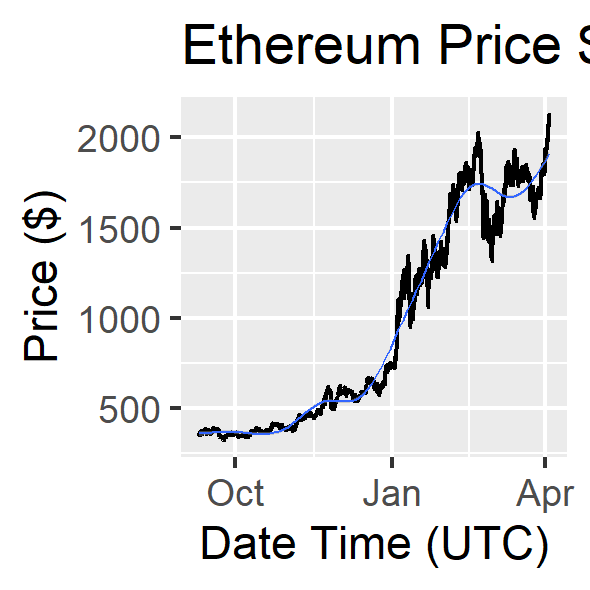 Ethereum Price
2000
1500
1000
500
Price ($)
Oct Jan Apr
Date Time (UTC)